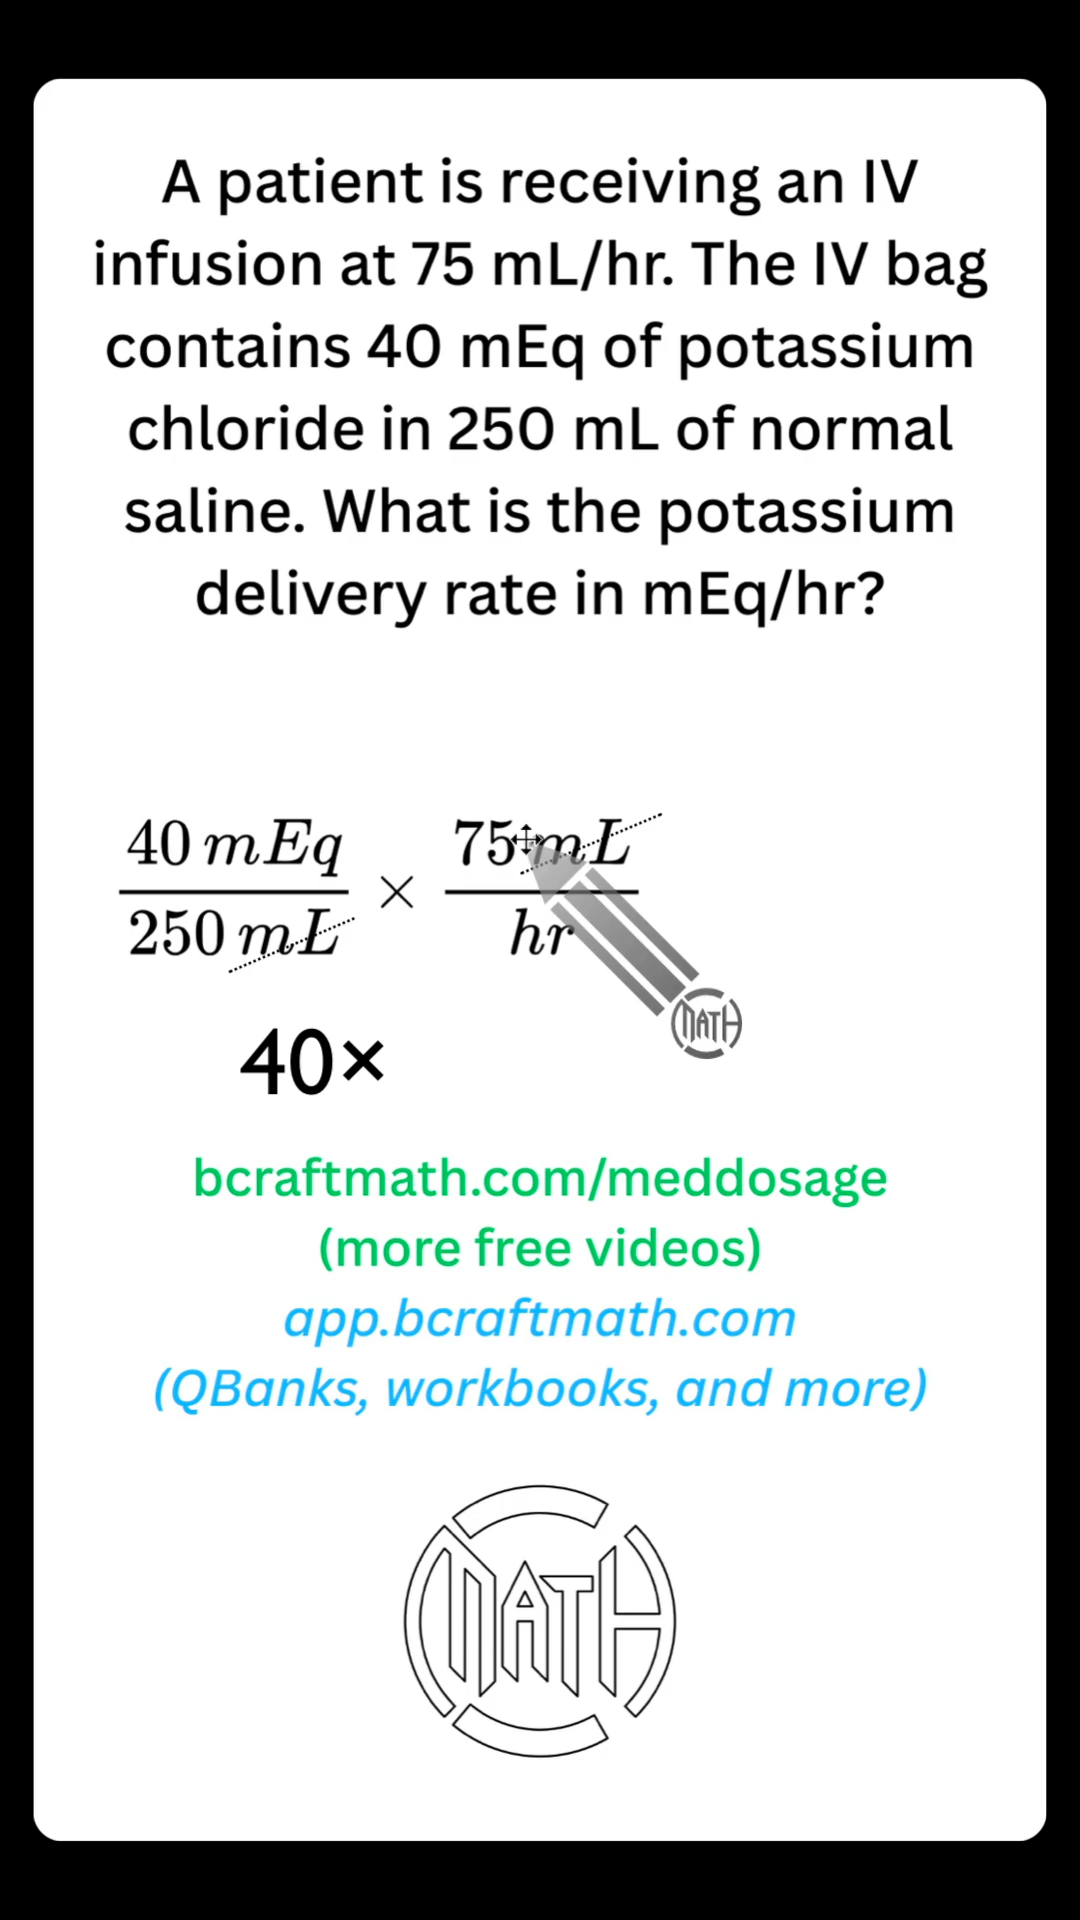 A patient is receiving an IV
infusion at 75 mL/hr. The IV bag
contains 40 mEq of potassium
chloride in 250 mL of normal
saline. What is the potassium
delivery rate in mEq/hr?
40 mEq / 250 mL × 75 mL / hr
MATH
40×
bcraftmath.com/meddosage
(more free videos)
app.bcraftmath.com
(QBanks, workbooks, and more)
MATH